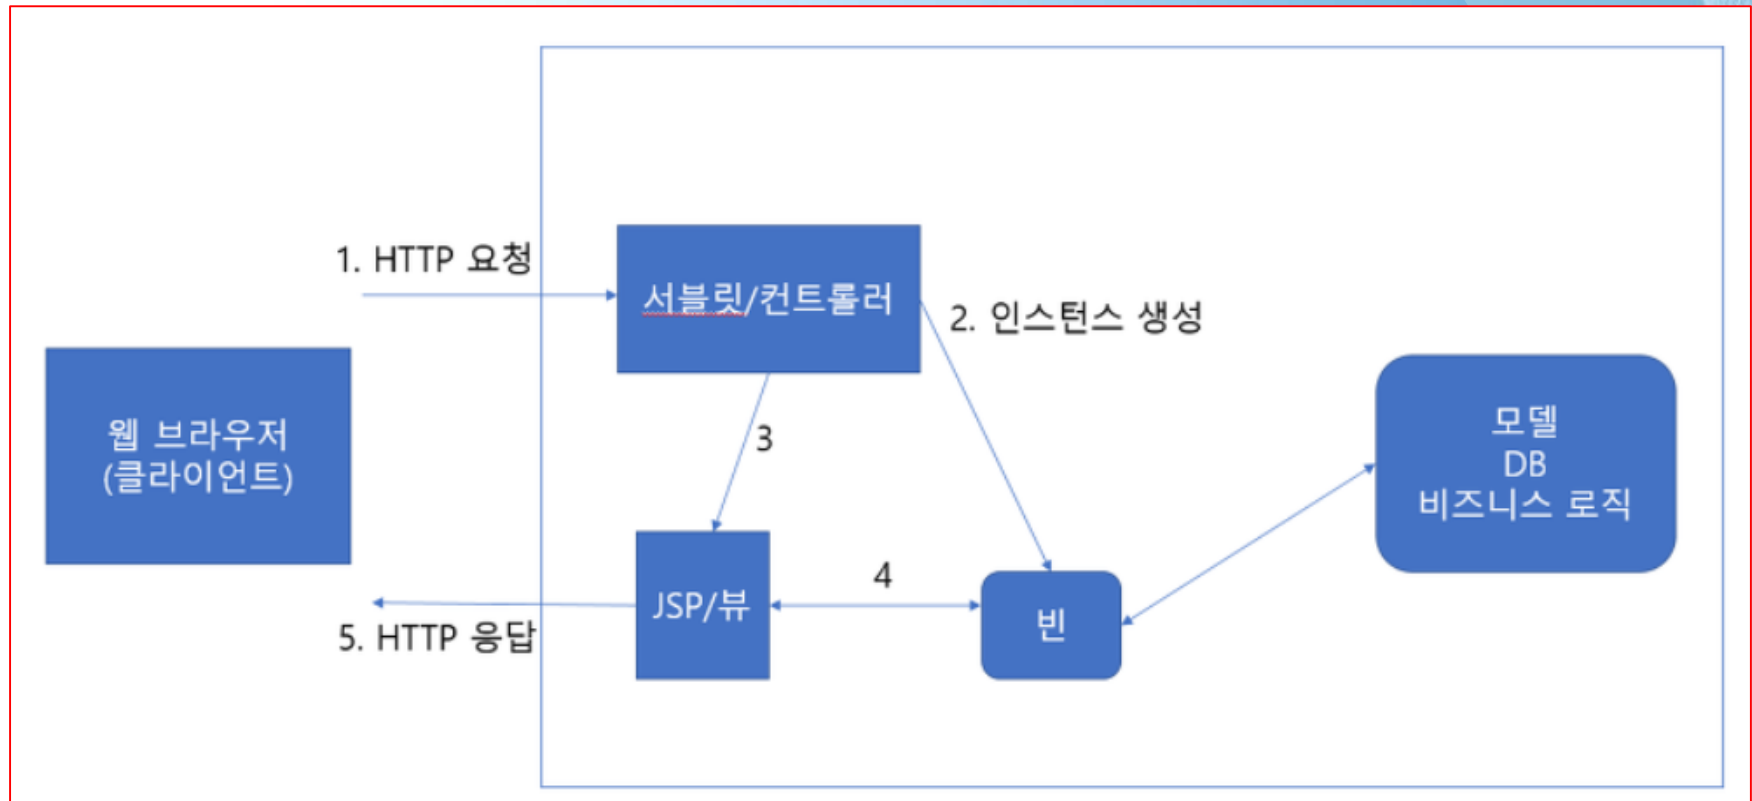 1. HTTP 요청
서블릿/컨트롤러
2. 인스턴스 생성
웹 브라우저
(클라이언트)
3
모델
DB
비즈니스 로직
JSP/뷰
4
빈
5. HTTP 응답